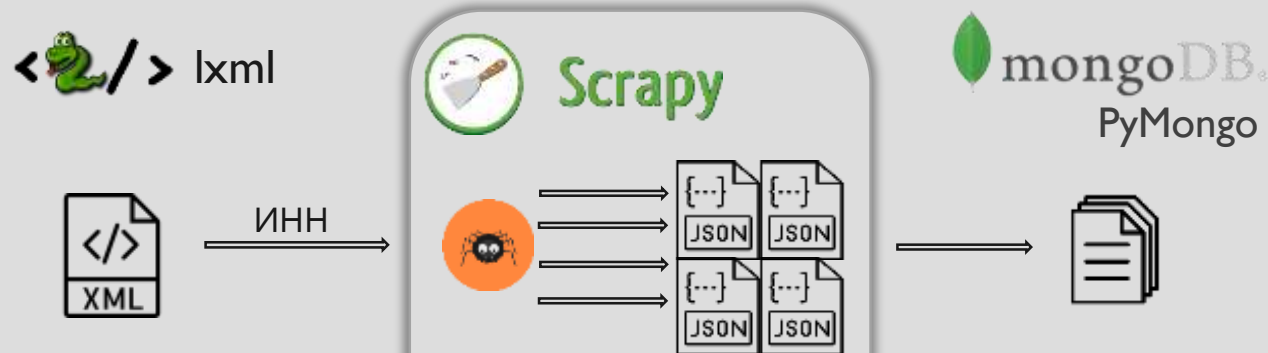 </> lxml
Scrapy
mongoDB.
PyMongo
ИНН
</>
XML
{---}
{---}
JSON
JSON
{---}
{---}
JSON
JSON